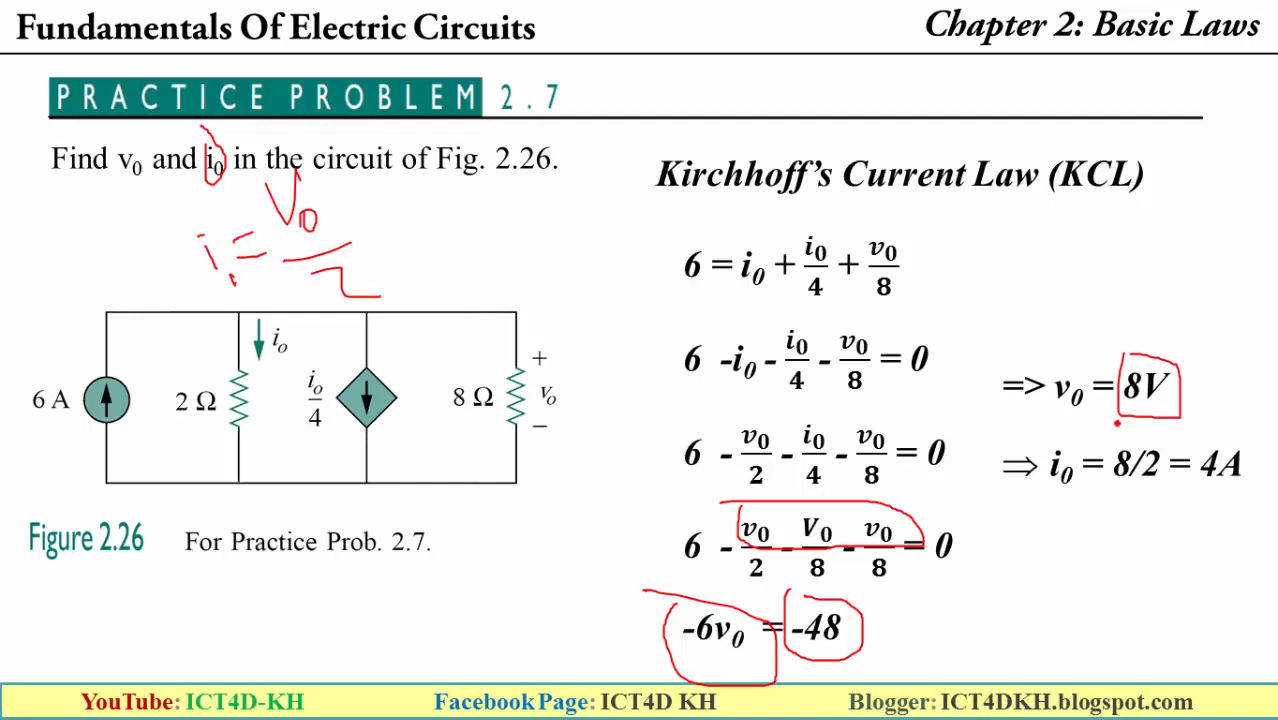 Fundamentals Of Electric Circuits
Chapter 2: Basic Laws
PRACTICE PROBLEM 2.7
Find v₀ and i₀ in the circuit of Fig. 2.26.
v₀
i₀ = ―
2
6 A
2 Ω
iₒ
iₒ/4
8 Ω
+
vₒ
−
Figure 2.26 For Practice Prob. 2.7.
Kirchhoff's Current Law (KCL)
6 = i₀ + i₀/4 + v₀/8
6 -i₀ - i₀/4 - v₀/8 = 0
6 - v₀/2 - i₀/4 - v₀/8 = 0
6 - v₀/2 - V₀/8 - v₀/8 = 0
-6v₀ = -48
=> v₀ = 8V
⇒ i₀ = 8/2 = 4A
YouTube: ICT4D-KH
Facebook Page: ICT4D KH
Blogger: ICT4DKH.blogspot.com